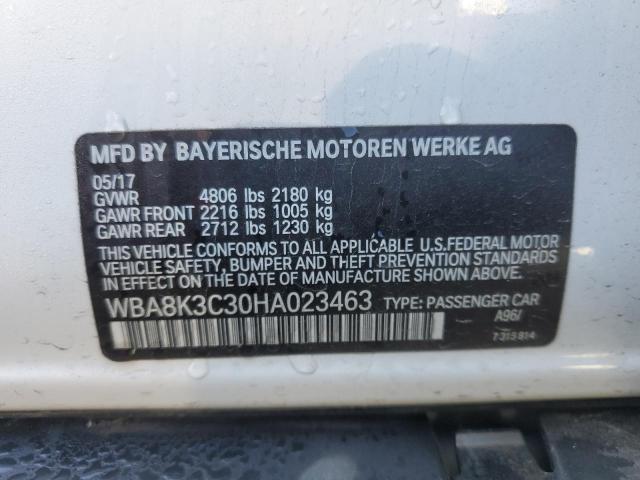 MFD BY BAYERISCHE MOTOREN WERKE AG
05/17
GVWR 4806 lbs 2180 kg
GAWR FRONT 2216 lbs 1005 kg
GAWR REAR 2712 lbs 1230 kg
THIS VEHICLE CONFORMS TO ALL APPLICABLE U.S.FEDERAL MOTOR
VEHICLE SAFETY, BUMPER AND THEFT PREVENTION STANDARDS
IN EFFECT ON THE DATE OF MANUFACTURE SHOWN ABOVE.
WBA8K3C30HA023463 TYPE: PASSENGER CAR
A96/
7315814